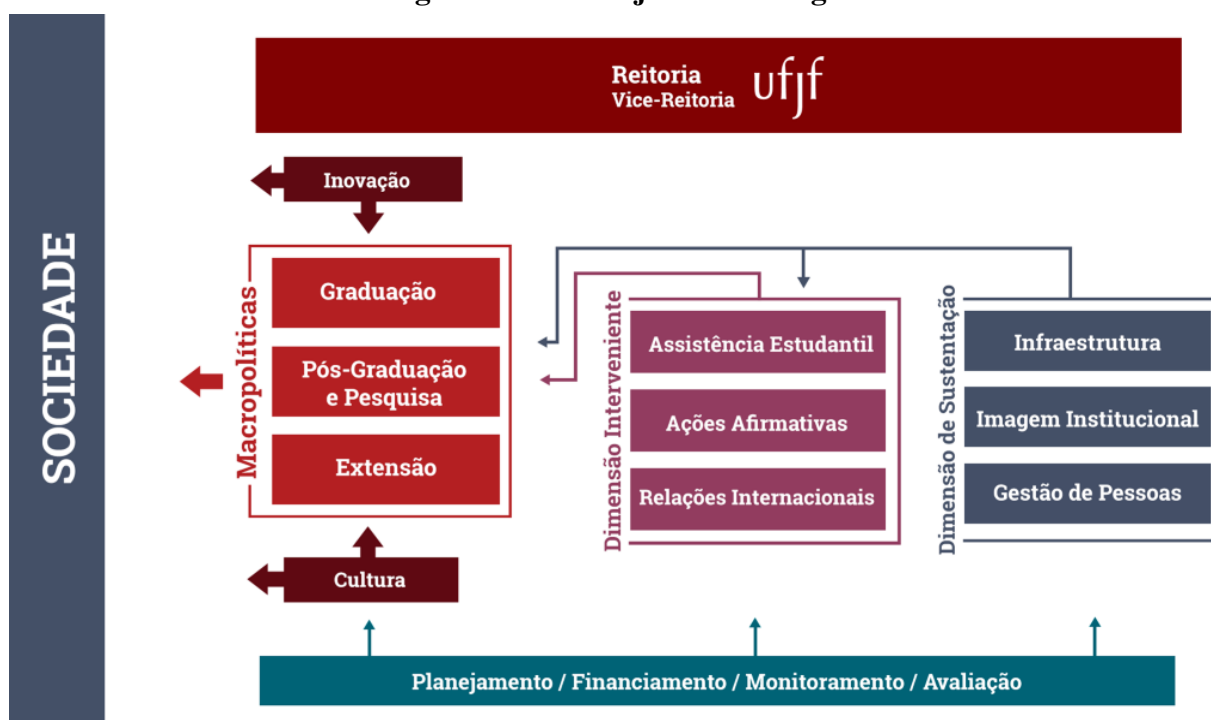 Reitoria
Vice-Reitoria
ufjf
SOCIEDADE
Inovação
Macropolíticas
Graduação
Pós-Graduação
e Pesquisa
Extensão
Cultura
Dimensão Interveniente
Assistência Estudantil
Ações Afirmativas
Relações Internacionais
Dimensão de Sustentação
Infraestrutura
Imagem Institucional
Gestão de Pessoas
Planejamento / Financiamento / Monitoramento / Avaliação